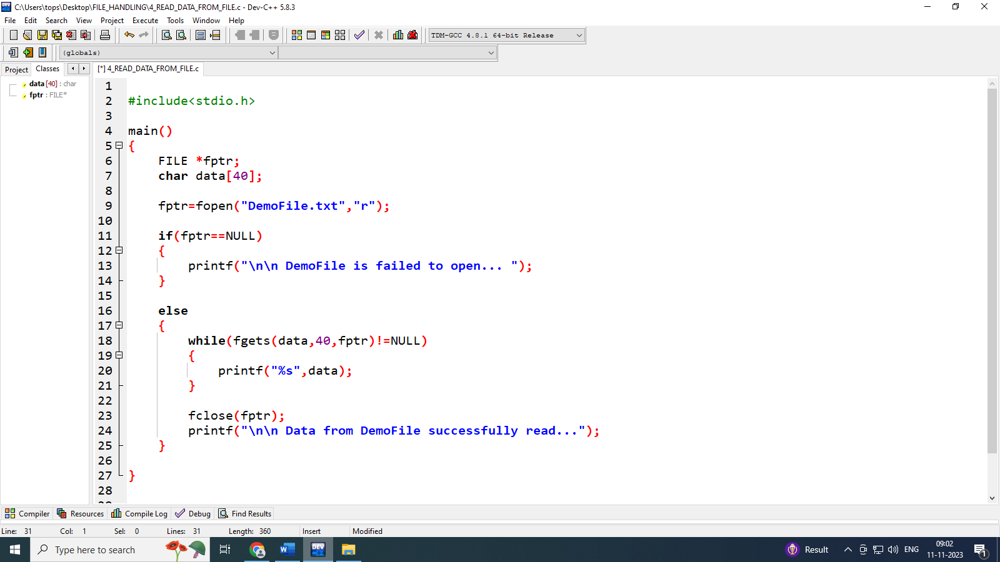 C:\Users\tops\Desktop\FILE_HANDLING\4_READ_DATA_FROM_FILE.c - Dev-C++ 5.8.3
File Edit Search View Project Execute Tools Window Help
TDM-GCC 4.8.1 64-bit Release
(globals)
Project Classes [*] 4_READ_DATA_FROM_FILE.c
data [40] : char
fptr : FILE*
1
2 #include<stdio.h>
3
4 main()
5 {
6 FILE *fptr;
7 char data[40];
8
9 fptr=fopen("DemoFile.txt","r");
10
11 if(fptr==NULL)
12 {
13 printf("\n\n DemoFile is failed to open... ");
14 }
15
16 else
17 {
18 while(fgets(data,40,fptr)!=NULL)
19 {
20 printf("%s",data);
21 }
22
23 fclose(fptr);
24 printf("\n\n Data from DemoFile successfully read...");
25 }
26
27 }
28
Compiler Resources Compile Log Debug Find Results
Line: 31 Col: 1 Sel: 0 Lines: 31 Length: 360 Insert Modified
Type here to search
Result ENG 09:02
11-11-2023
1